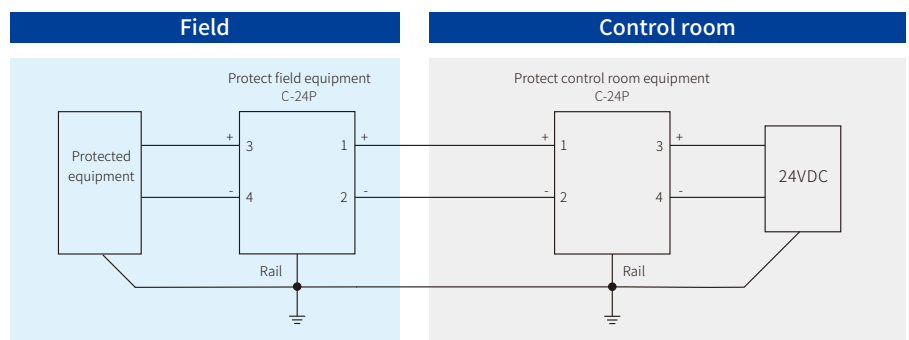 Field
Control room
Protect field equipment
C-24P
Protect control room equipment
C-24P
Protected
equipment
+ 3 1 +
- 4 2 -
+ 1 3 +
- 2 4 -
24VDC
Rail
Rail